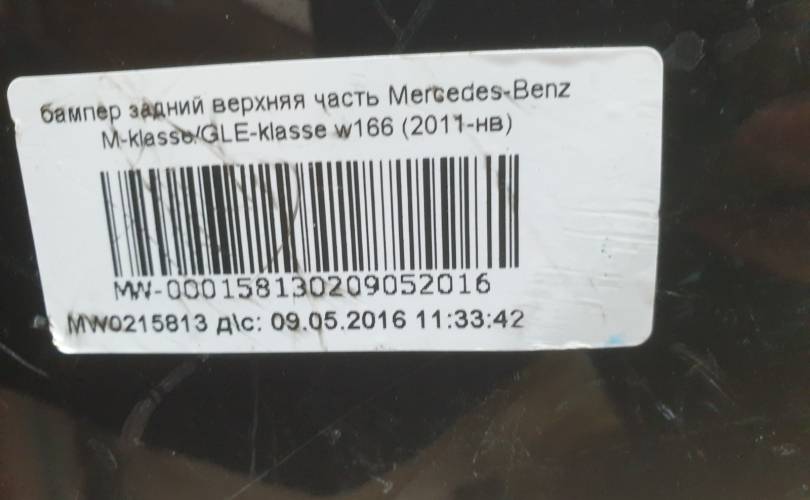 бампер задний верхняя часть Mercedes-Benz
M-klasse/GLE-klasse w166 (2011-нв)
MW-000158130209052016
MW0215813 д\с: 09.05.2016 11:33:42